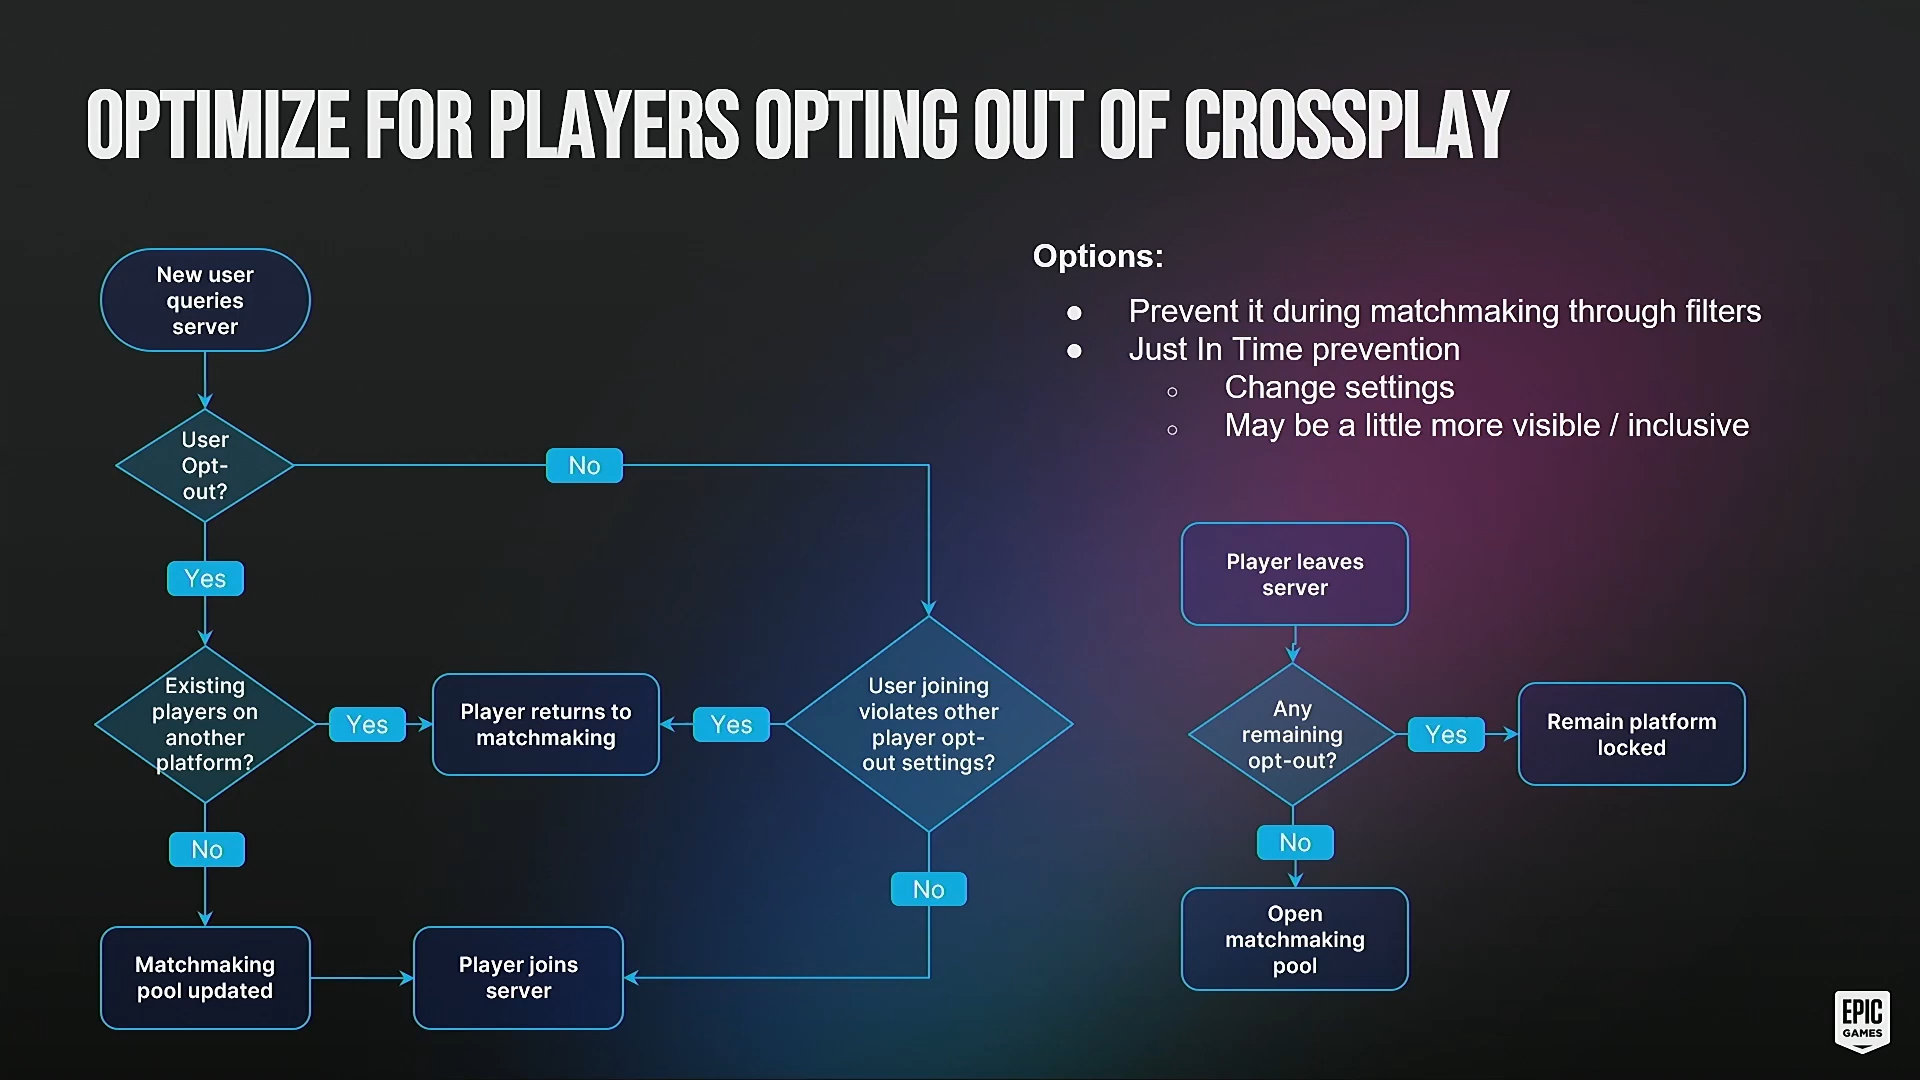 OPTIMIZE FOR PLAYERS OPTING OUT OF CROSSPLAY
New user
queries
server
User
Opt-
out?
No
Yes
Existing
players on
another
platform?
Yes
Player returns to
matchmaking
Yes
User joining
violates other
player opt-
out settings?
No
No
Matchmaking
pool updated
Player joins
server
Options:
● Prevent it during matchmaking through filters
● Just In Time prevention
○ Change settings
○ May be a little more visible / inclusive
Player leaves
server
Any
remaining
opt-out?
Yes
Remain platform
locked
No
Open
matchmaking
pool
EPIC
GAMES